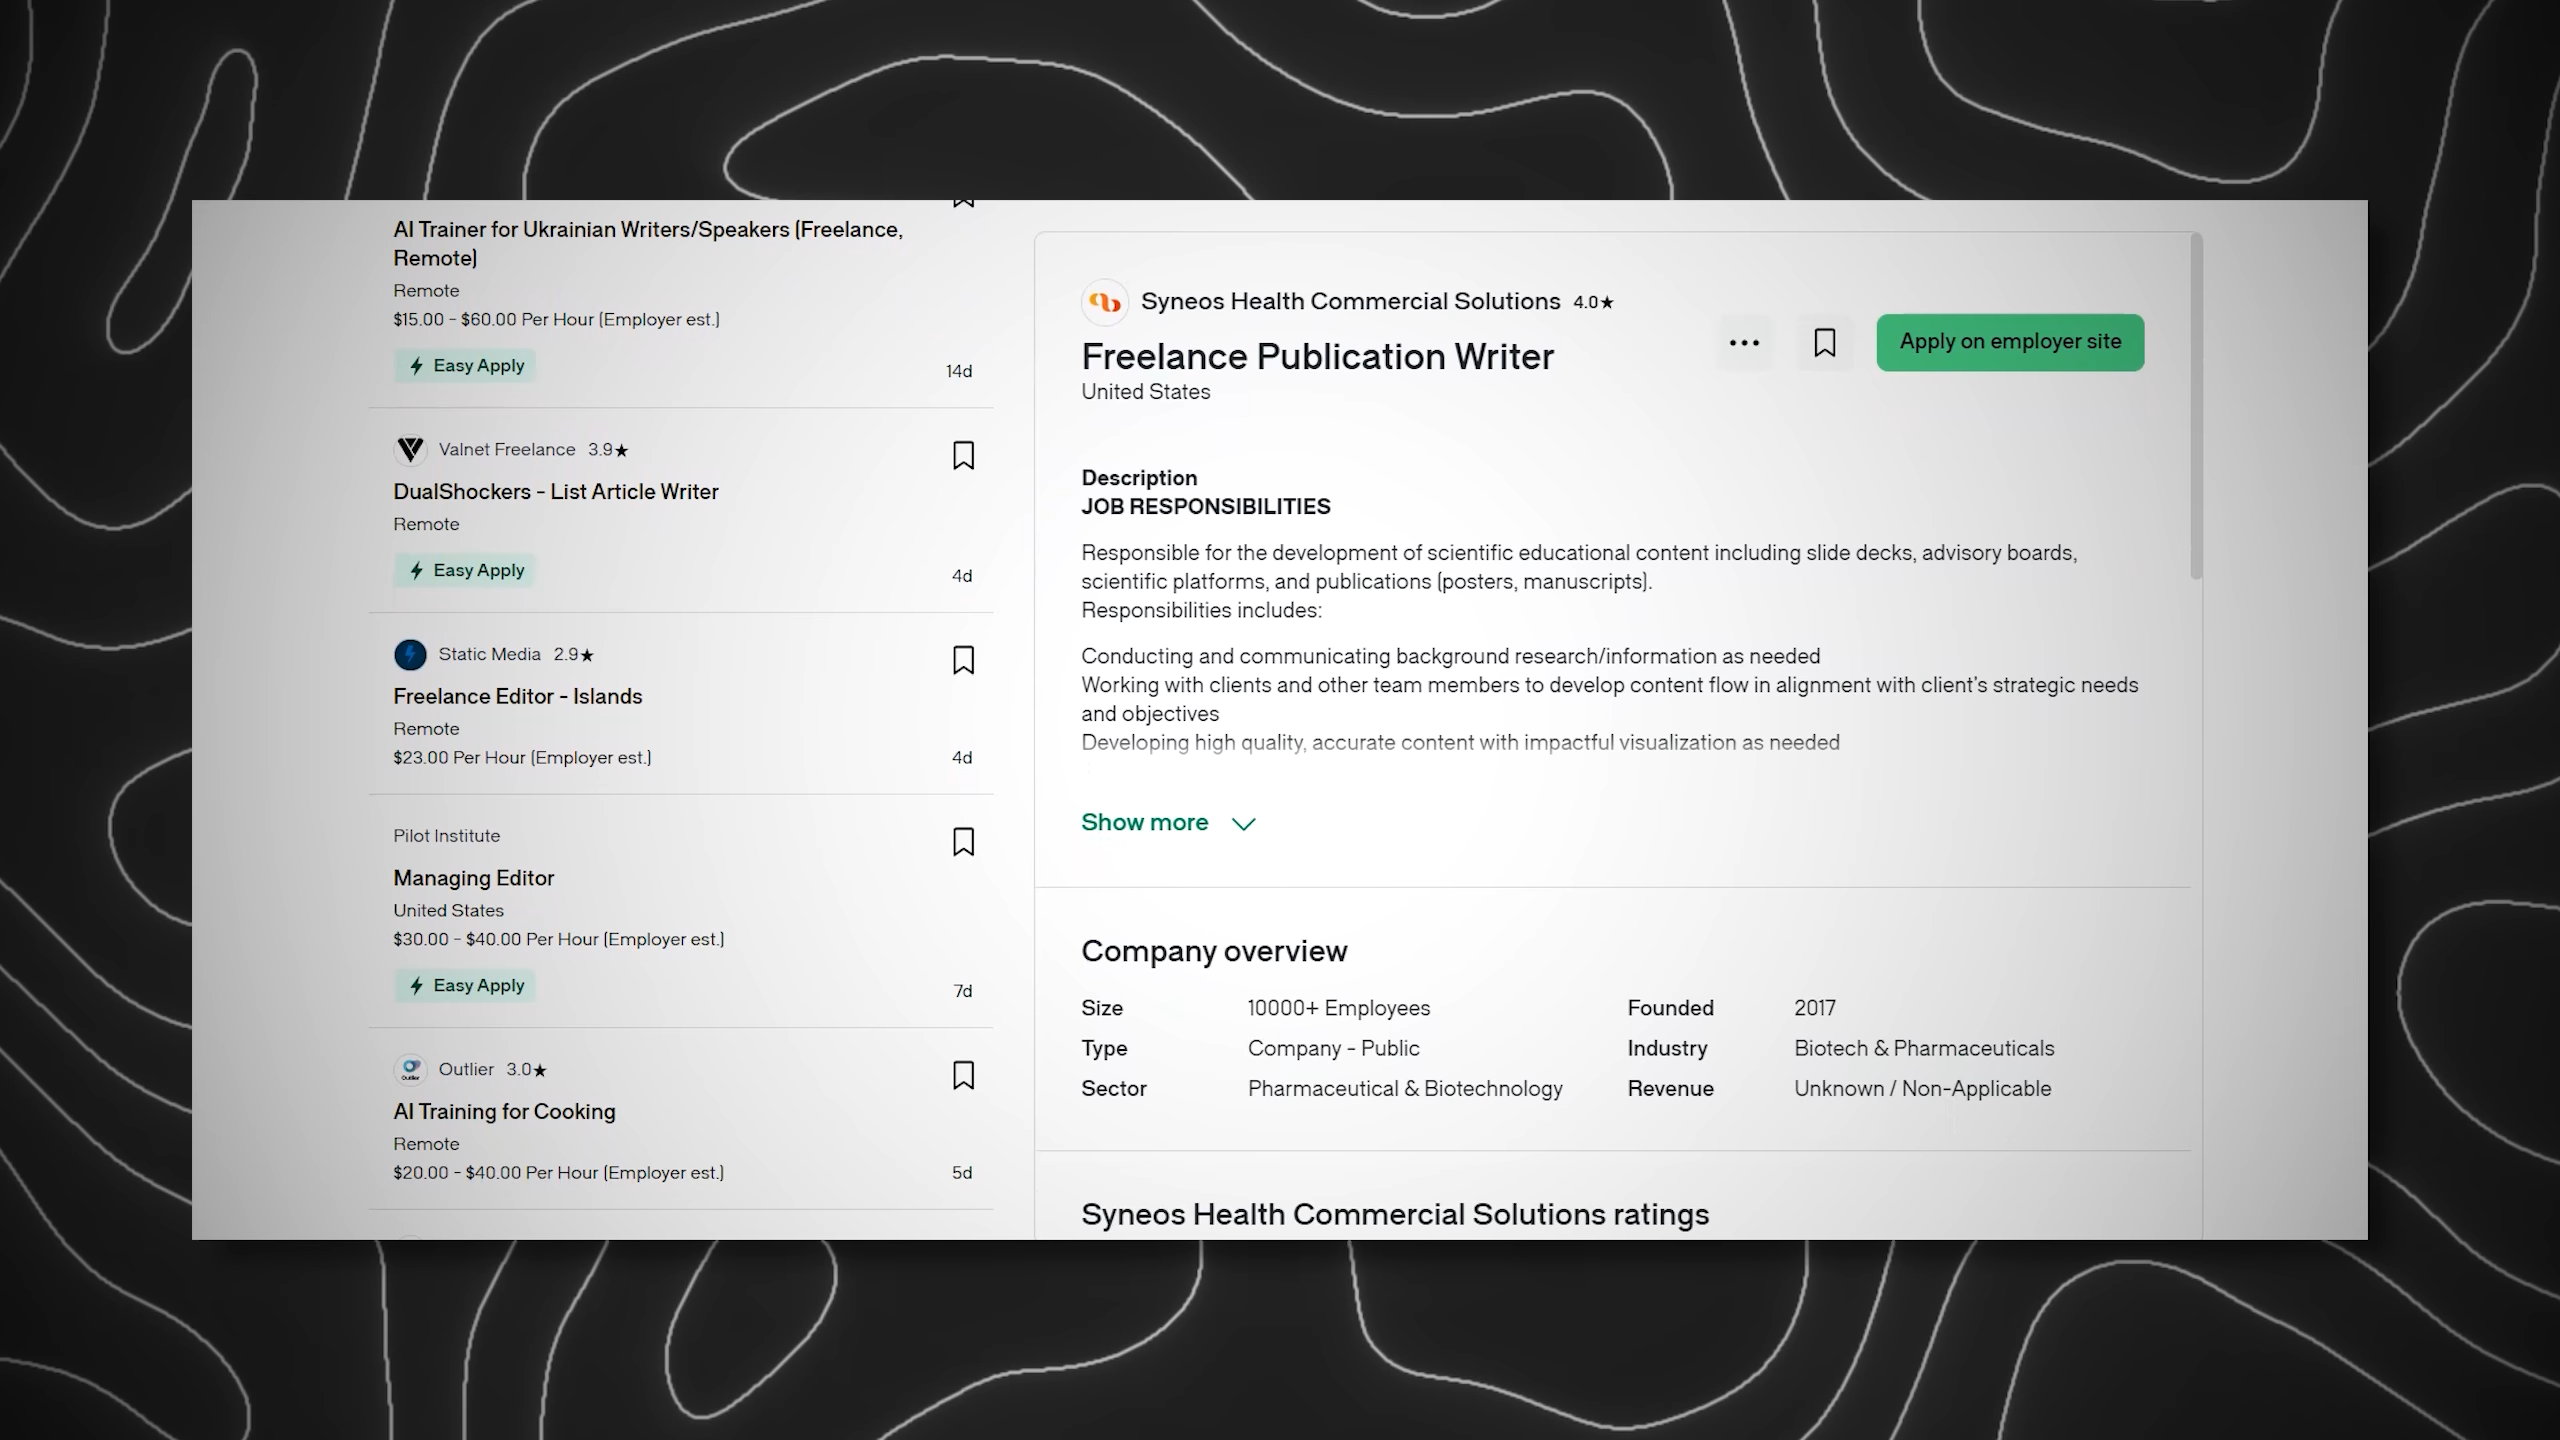 AI Trainer for Ukrainian Writers/Speakers (Freelance,
Remote)
Remote
$15.00 - $60.00 Per Hour (Employer est.)
Easy Apply
14d
Valnet Freelance 3.9★
DualShockers - List Article Writer
Remote
Easy Apply
4d
Static Media 2.9★
Freelance Editor - Islands
Remote
$23.00 Per Hour (Employer est.)
4d
Pilot Institute
Managing Editor
United States
$30.00 - $40.00 Per Hour (Employer est.)
Easy Apply
7d
Outlier
Outlier 3.0★
AI Training for Cooking
Remote
$20.00 - $40.00 Per Hour (Employer est.)
5d
Syneos Health Commercial Solutions 4.0★
Freelance Publication Writer
United States
Apply on employer site
Description
JOB RESPONSIBILITIES
Responsible for the development of scientific educational content including slide decks, advisory boards,
scientific platforms, and publications (posters, manuscripts).
Responsibilities includes:
Conducting and communicating background research/information as needed
Working with clients and other team members to develop content flow in alignment with client's strategic needs
and objectives
Developing high quality, accurate content with impactful visualization as needed
Show more
Company overview
Size 10000+ Employees Founded 2017
Type Company - Public Industry Biotech & Pharmaceuticals
Sector Pharmaceutical & Biotechnology Revenue Unknown / Non-Applicable
Syneos Health Commercial Solutions ratings